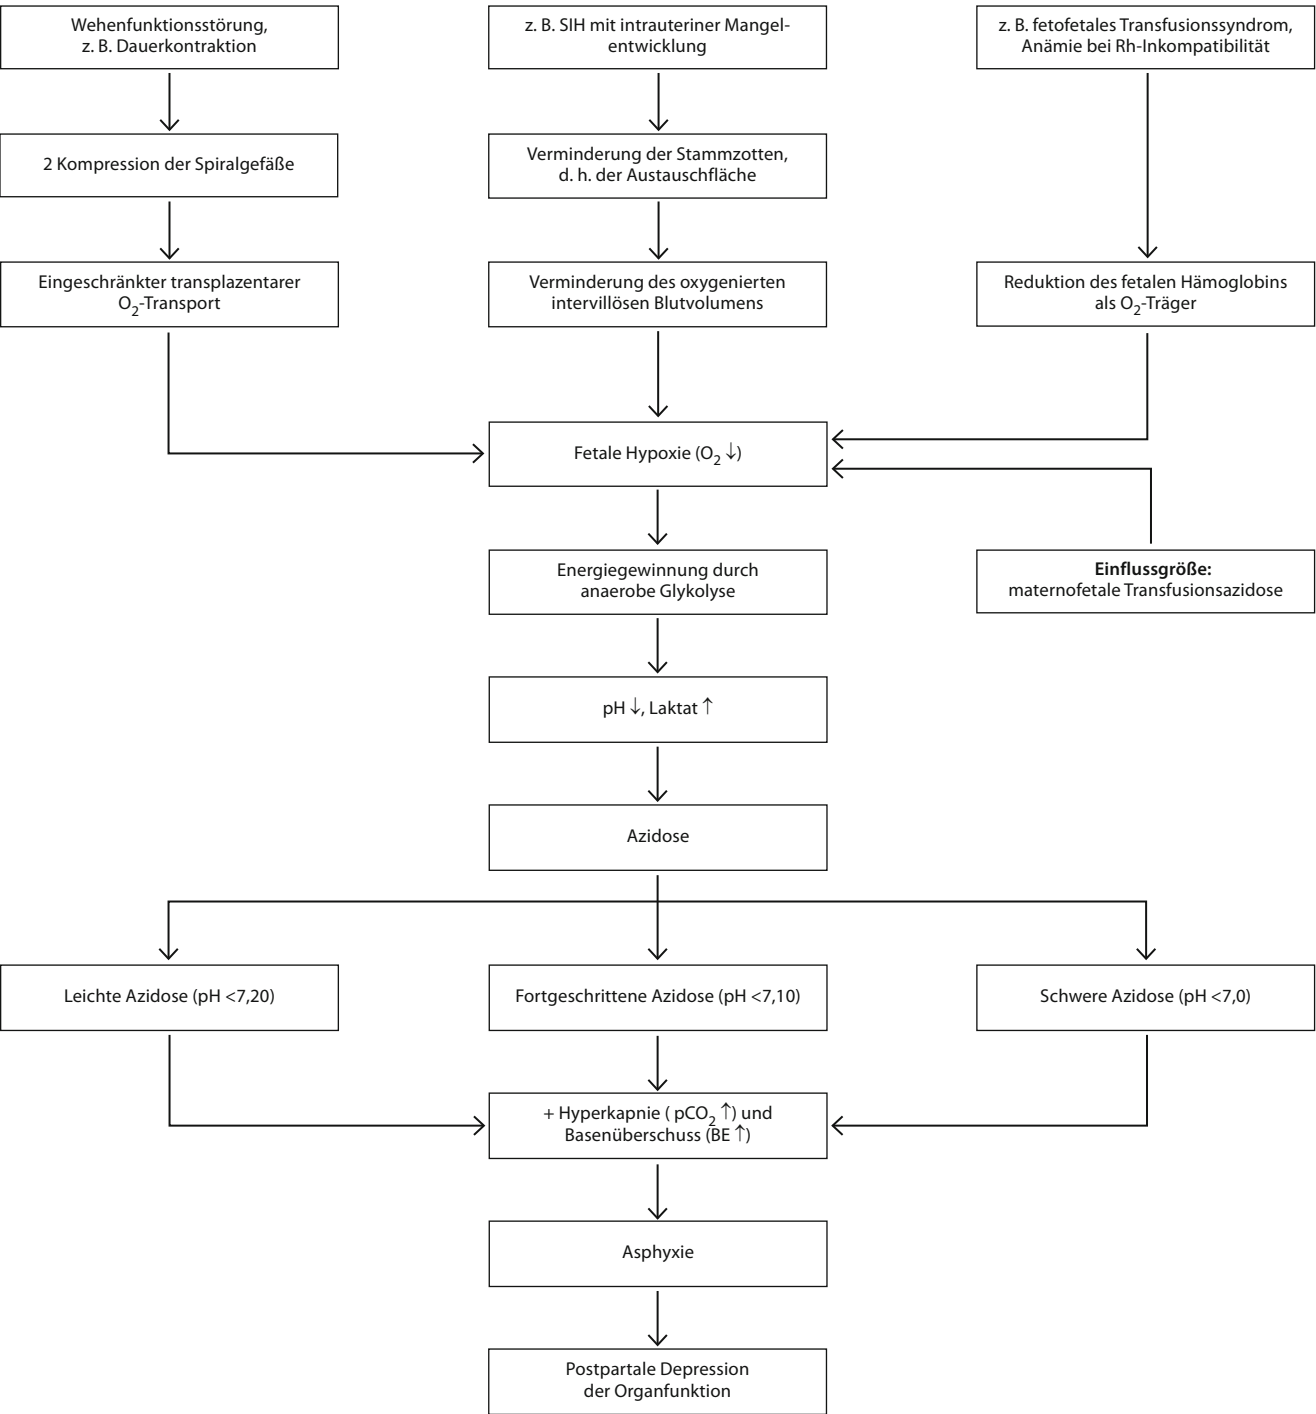 Wehenfunktionsstörung,
z. B. Dauerkontraktion
z. B. SIH mit intrauteriner Mangel-
entwicklung
z. B. fetofetales Transfusionssyndrom,
Anämie bei Rh-Inkompatibilität
2 Kompression der Spiralgefäße
Verminderung der Stammzotten,
d. h. der Austauschfläche
Eingeschränkter transplazentarer
O₂-Transport
Verminderung des oxygenierten
intervillösen Blutvolumens
Reduktion des fetalen Hämoglobins
als O₂-Träger
Fetale Hypoxie (O₂ ↓)
Energiegewinnung durch
anaerobe Glykolyse
Einflussgröße:
maternofetale Transfusionsazidose
pH ↓, Laktat ↑
Azidose
Leichte Azidose (pH <7,20)
Fortgeschrittene Azidose (pH <7,10)
Schwere Azidose (pH <7,0)
+ Hyperkapnie ( pCO₂ ↑) und
Basenüberschuss (BE ↑)
Asphyxie
Postpartale Depression
der Organfunktion